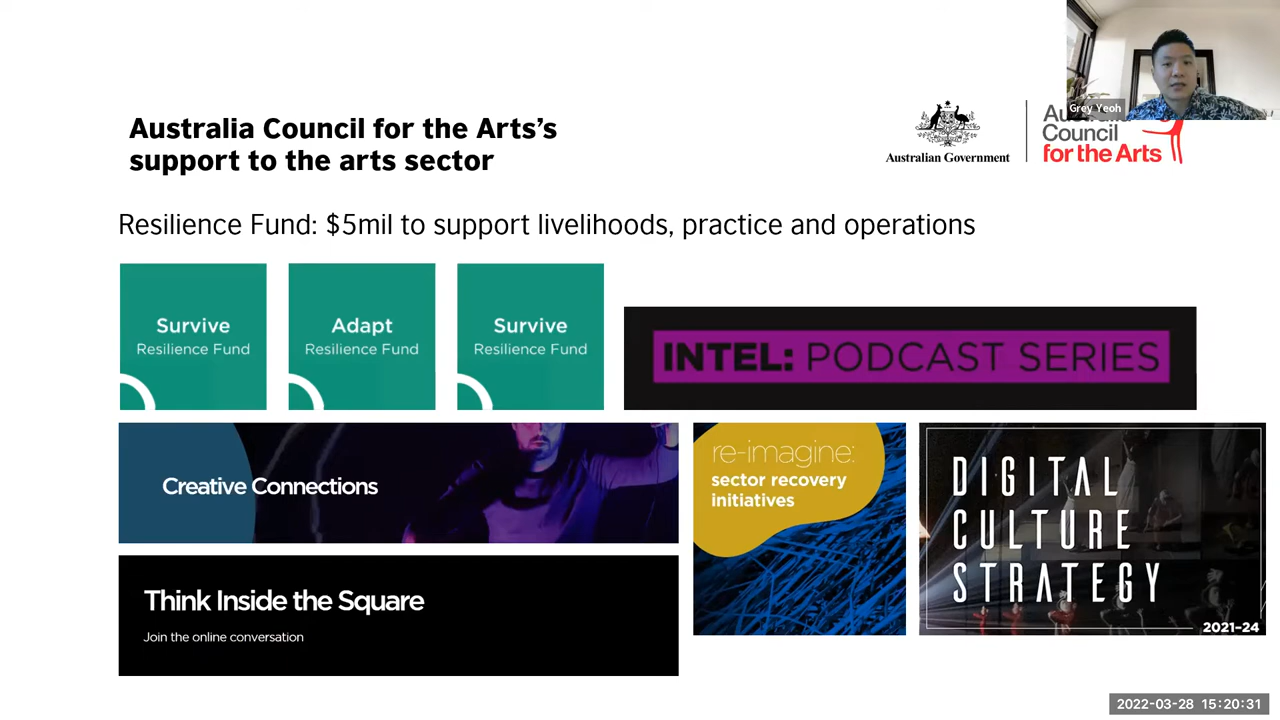 Grey Yeoh
Australia Council for the Arts's
support to the arts sector
Australian Government
Council
for the Arts
Resilience Fund: $5mil to support livelihoods, practice and operations
Survive
Resilience Fund
Adapt
Resilience Fund
Survive
Resilience Fund
INTEL: PODCAST SERIES
Creative Connections
re-imagine:
sector recovery
initiatives
DIGITAL
CULTURE
STRATEGY
2021–24
Think Inside the Square
Join the online conversation
2022-03-28 15:20:31